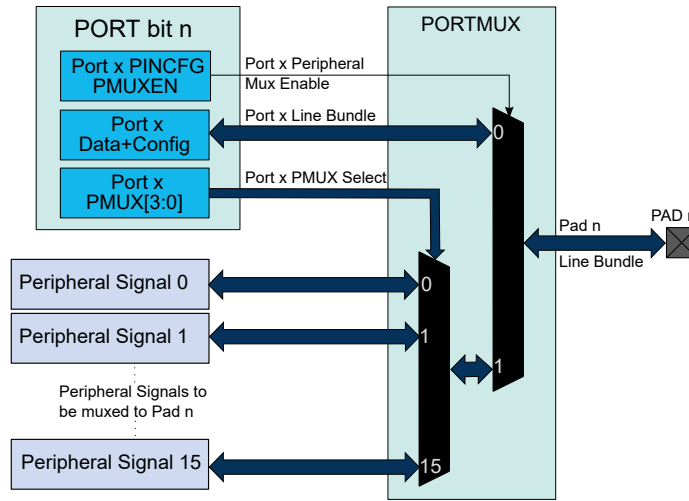 PORT bit n
PORTMUX
Port x PINCFG
PMUXEN
Port x Peripheral
Mux Enable
Port x
Data+Config
Port x Line Bundle
0
Port x
PMUX[3:0]
Port x PMUX Select
Pad n
Line Bundle
PAD n
Peripheral Signal 0
0
Peripheral Signal 1
1
1
Peripheral Signals to
be muxed to Pad n
Peripheral Signal 15
15